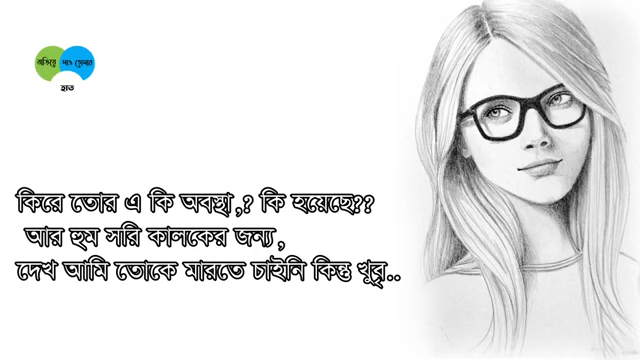 বাড়িয়ে দাও তোমার
হাত
কিরে তোর এ কি অবস্থা,? কি হয়েছে??
আর হুম সরি কালকের জন্য,
দেখ আমি তোকে মারতে চাইনি কিন্তু খুব..